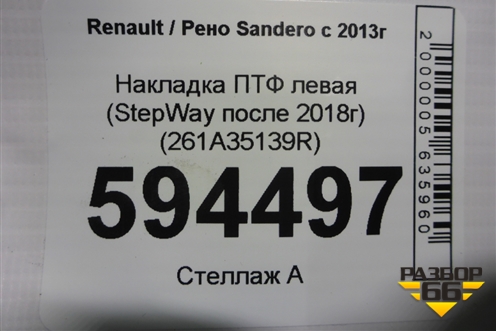 Renault / Рено Sandero с 2013г
Накладка ПТФ левая
(StepWay после 2018г)
(261A35139R)
594497
Стеллаж А
2000005635960
РАЗБОР
66